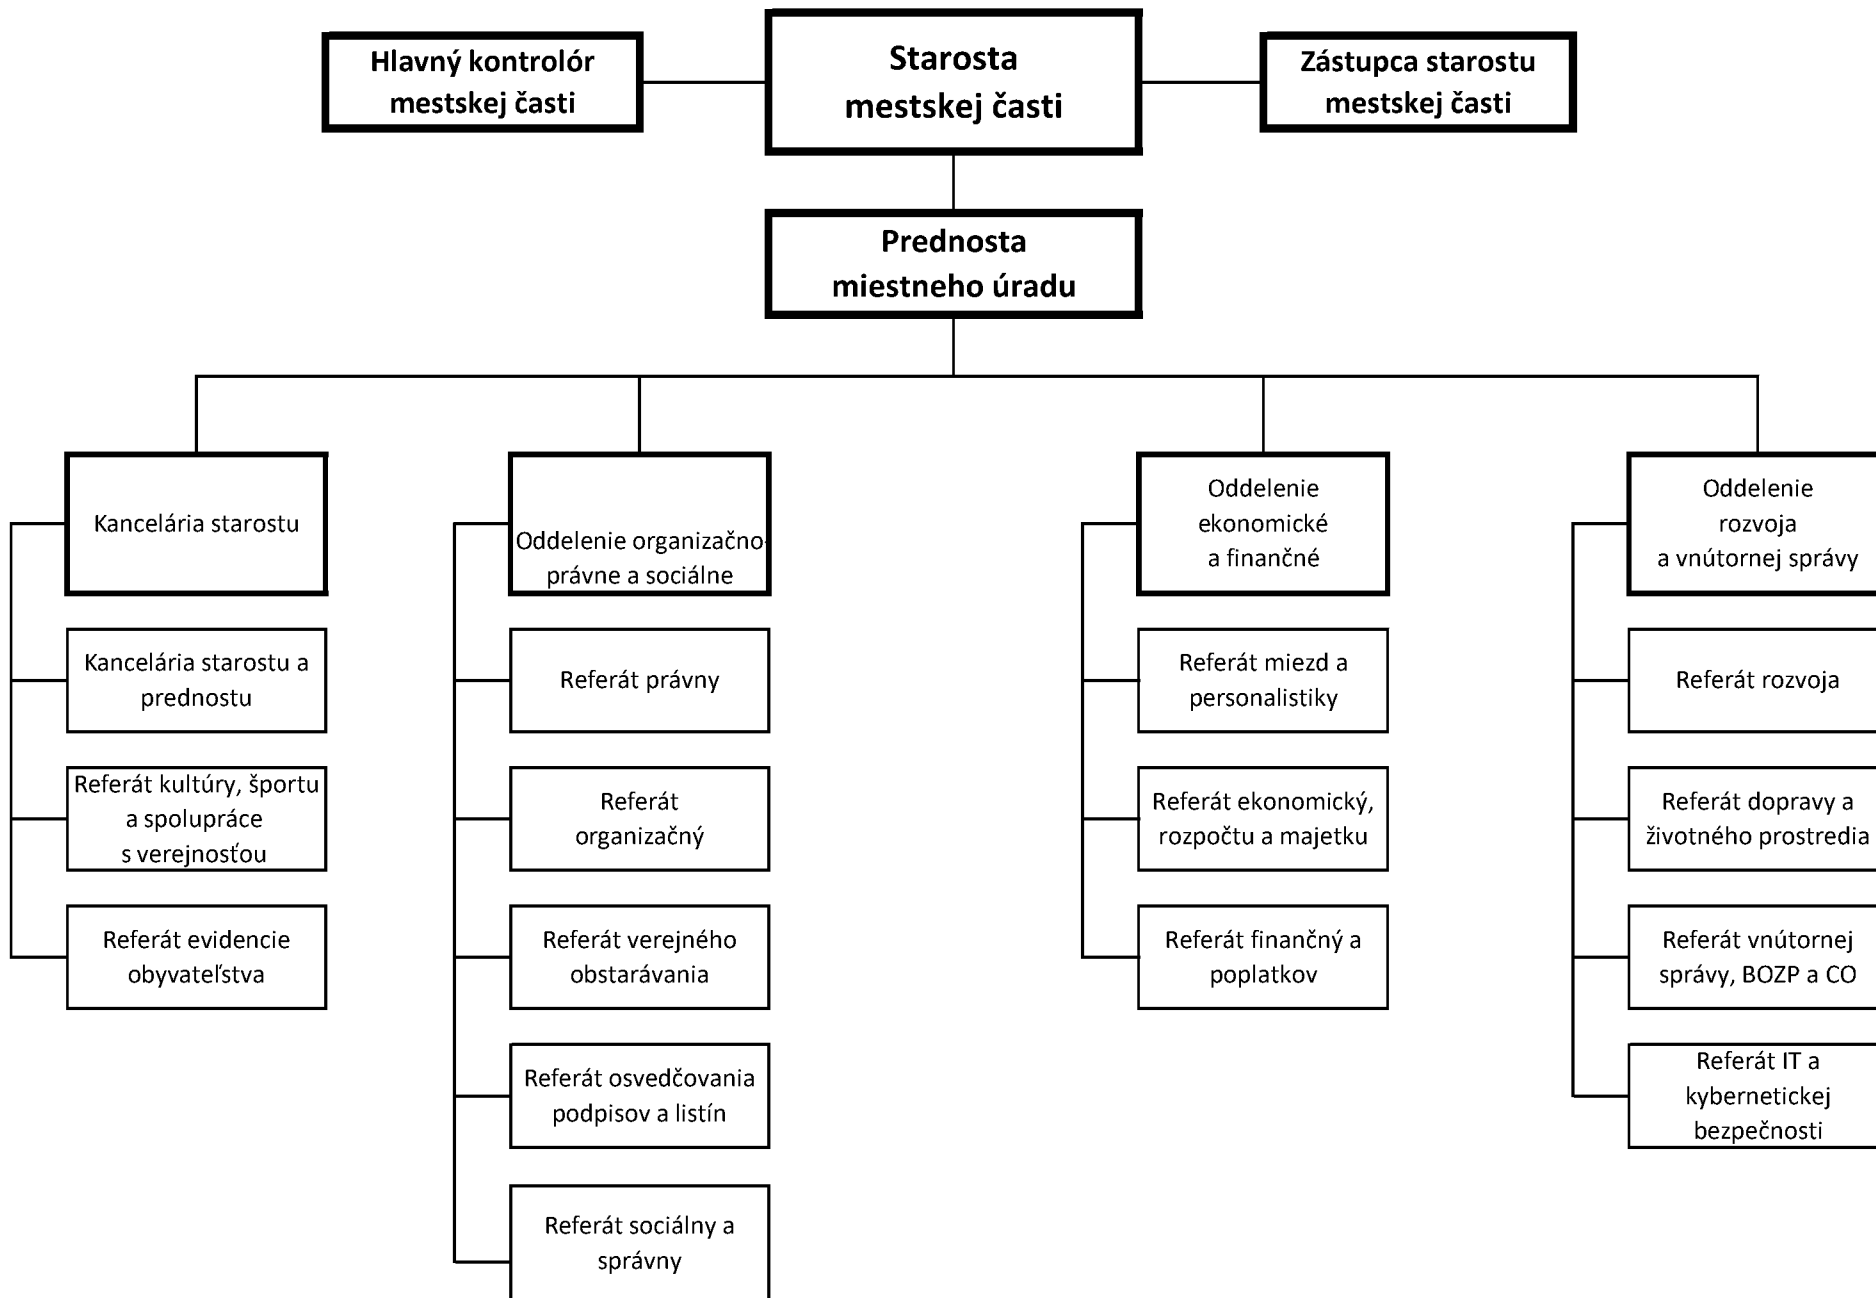 Hlavný kontrolór
mestskej časti
Starosta
mestskej časti
Zástupca starostu
mestskej časti
Prednosta
miestneho úradu
Kancelária starostu
Kancelária starostu a
prednostu
Referát kultúry, športu
a spolupráce
s verejnosťou
Referát evidencie
obyvateľstva
Oddelenie organizačno-
právne a sociálne
Referát právny
Referát
organizačný
Referát verejného
obstarávania
Referát osvedčovania
podpisov a listín
Referát sociálny a
správny
Oddelenie
ekonomické
a finančné
Referát miezd a
personalistiky
Referát ekonomický,
rozpočtu a majetku
Referát finančný a
poplatkov
Oddelenie
rozvoja
a vnútornej správy
Referát rozvoja
Referát dopravy a
životného prostredia
Referát vnútornej
správy, BOZP a CO
Referát IT a
kybernetickej
bezpečnosti